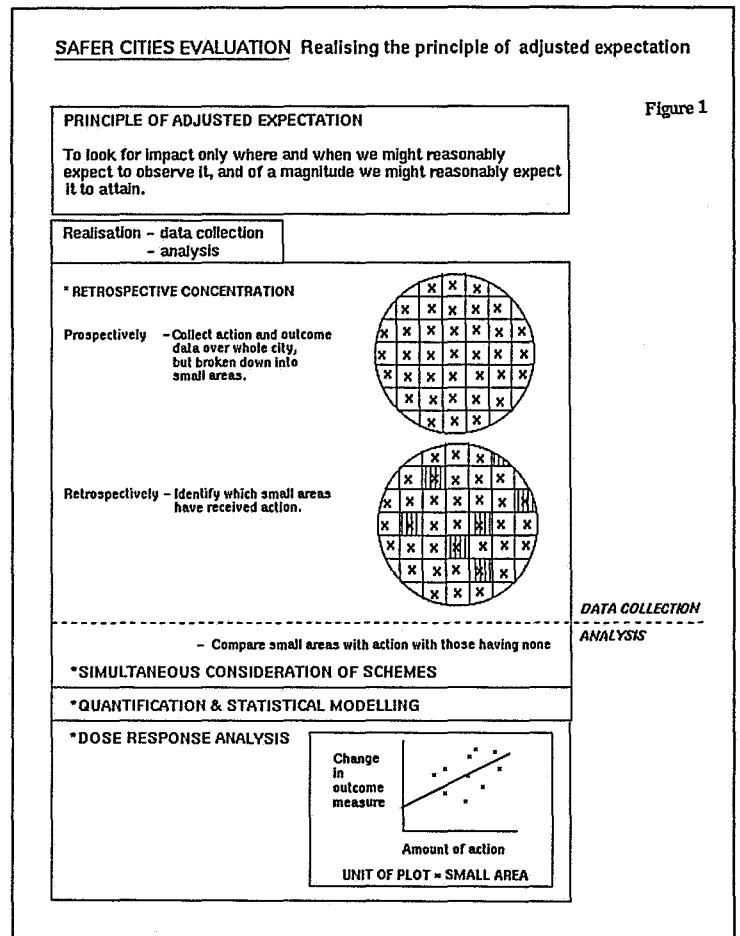 SAFER CITIES EVALUATION Realising the principle of adjusted expectation
Figure 1
PRINCIPLE OF ADJUSTED EXPECTATION
To look for impact only where and when we might reasonably
expect to observe it, and of a magnitude we might reasonably expect
it to attain.
Realisation – data collection
– analysis
* RETROSPECTIVE CONCENTRATION
Prospectively – Collect action and outcome
data over whole city,
but broken down into
small areas.
x x x
x x x x x
x x x x x x x
x x x x x x x
x x x x x x x
x x x x x
x x x
Retrospectively – Identify which small areas
have received action.
x x x
x x x x x
x x x x x x x
x x x x x x x
x x x x x x x
x x x x x
x x x
DATA COLLECTION
ANALYSIS
– Compare small areas with action with those having none
*SIMULTANEOUS CONSIDERATION OF SCHEMES
*QUANTIFICATION & STATISTICAL MODELLING
*DOSE RESPONSE ANALYSIS
Change
in
outcome
measure
Amount of action
UNIT OF PLOT = SMALL AREA